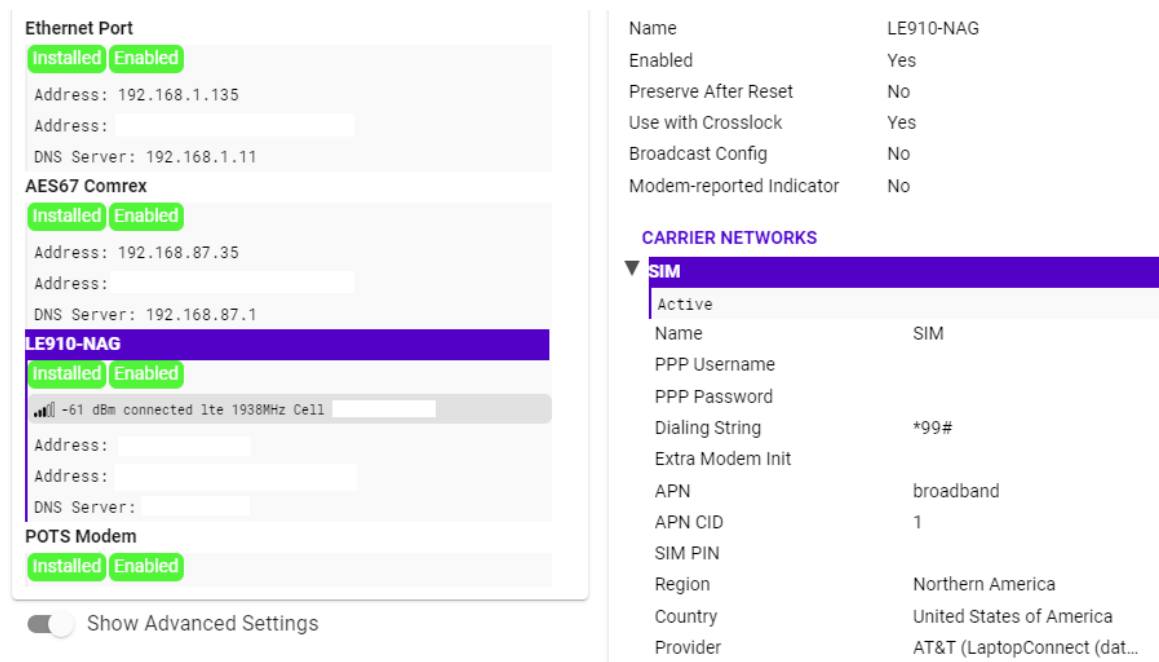 Ethernet Port
Installed Enabled
Address: 192.168.1.135
Address:
DNS Server: 192.168.1.11
AES67 Comrex
Installed Enabled
Address: 192.168.87.35
Address:
DNS Server: 192.168.87.1
LE910-NAG
Installed Enabled
-61 dBm connected lte 1938MHz Cell
Address:
Address:
DNS Server:
POTS Modem
Installed Enabled
Show Advanced Settings
Name LE910-NAG
Enabled Yes
Preserve After Reset No
Use with Crosslock Yes
Broadcast Config No
Modem-reported Indicator No
CARRIER NETWORKS
SIM
Active
Name SIM
PPP Username
PPP Password
Dialing String *99#
Extra Modem Init
APN broadband
APN CID 1
SIM PIN
Region Northern America
Country United States of America
Provider AT&T (LaptopConnect (dat...